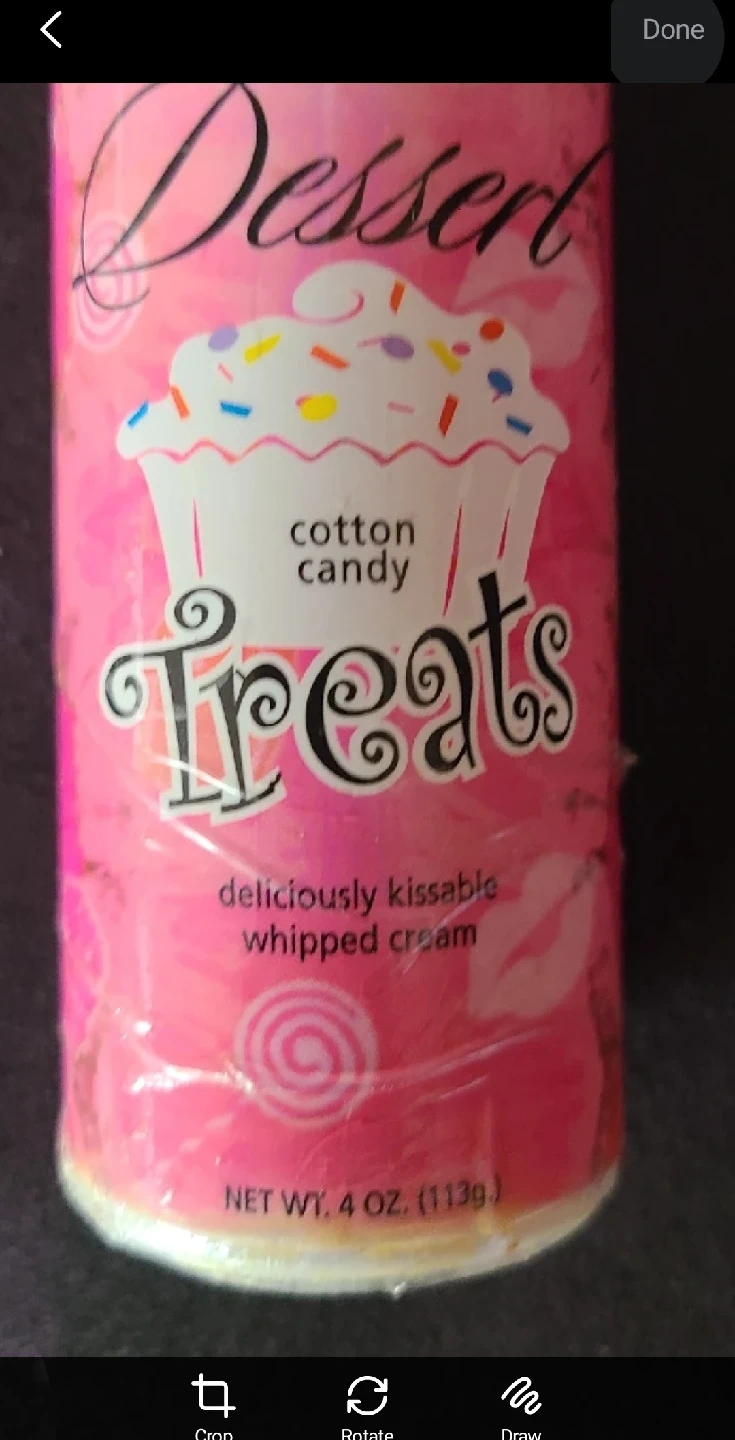 Done
Dessert
cotton
candy
Treats
deliciously kissable
whipped cream
NET WT. 4 OZ. (113g.)
Crop
Rotate
Draw